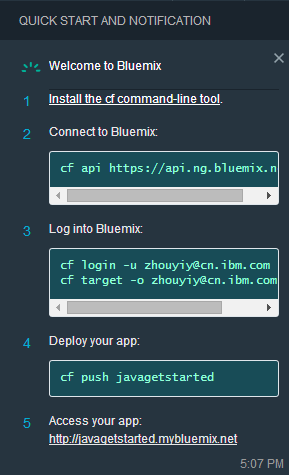 QUICK START AND NOTIFICATION
Welcome to Bluemix
1 Install the cf command-line tool.
2 Connect to Bluemix:
cf api https://api.ng.bluemix.n
3 Log into Bluemix:
cf login -u zhouyiy@cn.ibm.com
cf target -o zhouyiy@cn.ibm.com
4 Deploy your app:
cf push javagetstarted
5 Access your app:
http://javagetstarted.mybluemix.net
5:07 PM